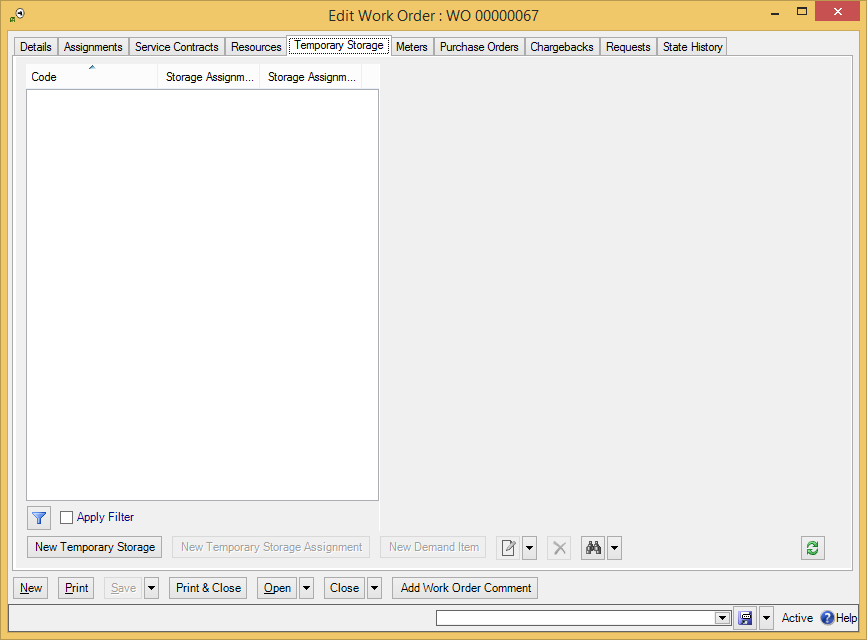 Edit Work Order : WO 00000067
Details Assignments Service Contracts Resources Temporary Storage Meters Purchase Orders Chargebacks Requests State History
Code Storage Assignm... Storage Assignm...
Apply Filter
New Temporary Storage New Temporary Storage Assignment New Demand Item
New Print Save Print & Close Open Close Add Work Order Comment
Active Help